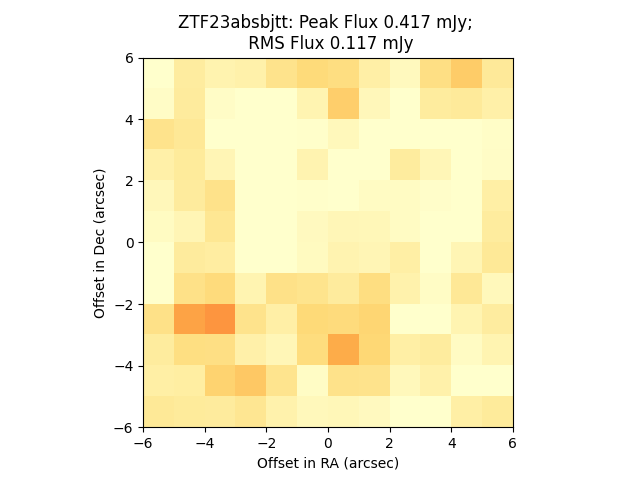 ZTF23absbjtt: Peak Flux 0.417 mJy;
RMS Flux 0.117 mJy
6
4
2
0
−2
−4
−6
Offset in Dec (arcsec)
−6 −4 −2 0 2 4 6
Offset in RA (arcsec)